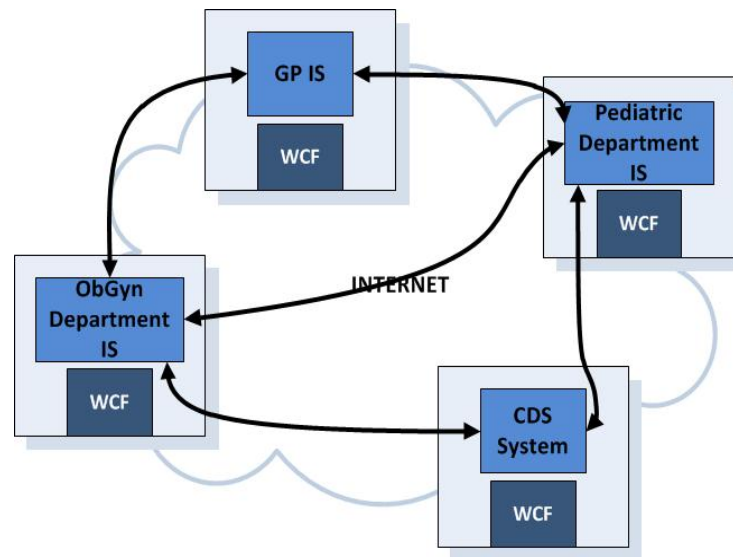 GP IS
WCF
Pediatric
Department
IS
WCF
INTERNET
ObGyn
Department
IS
WCF
CDS
System
WCF